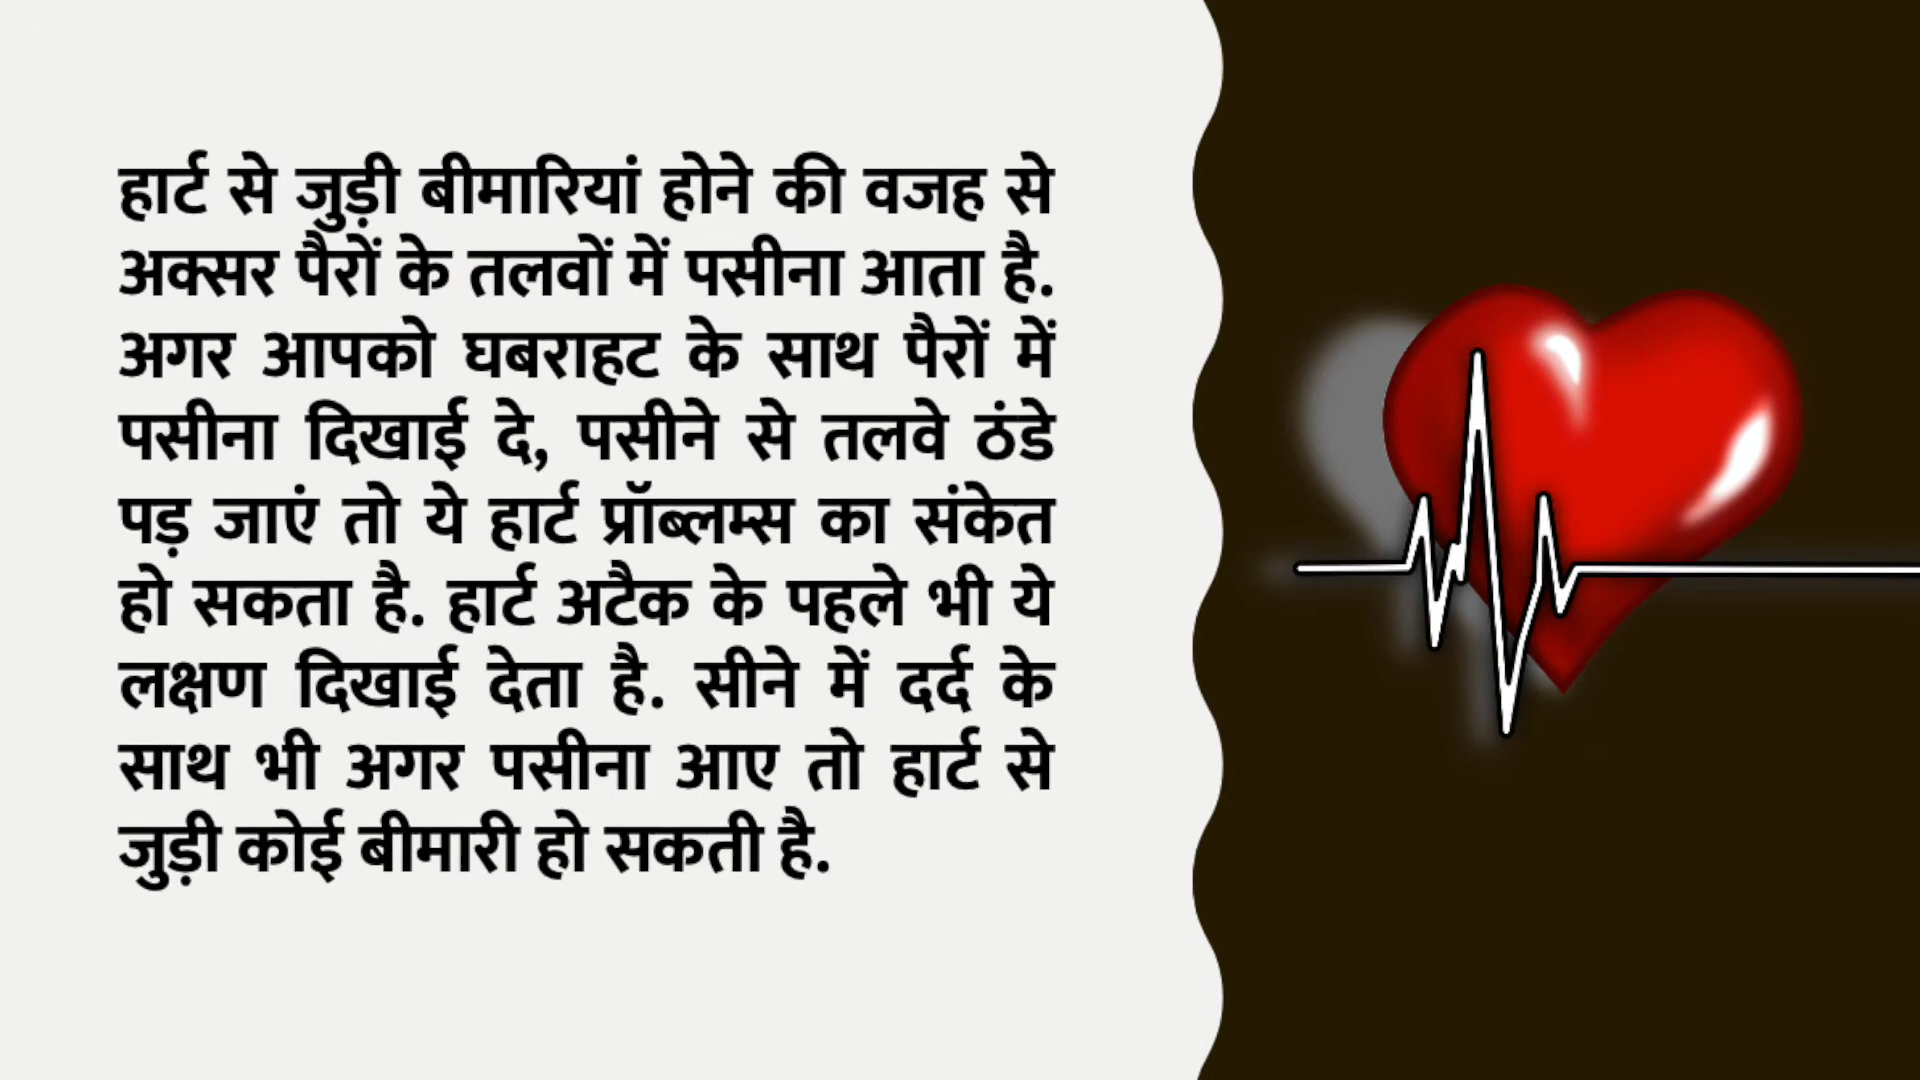 हार्ट से जुड़ी बीमारियां होने की वजह से
अक्सर पैरों के तलवों में पसीना आता है.
अगर आपको घबराहट के साथ पैरों में
पसीना दिखाई दे, पसीने से तलवे ठंडे
पड़ जाएं तो ये हार्ट प्रॉब्लम्स का संकेत
हो सकता है. हार्ट अटैक के पहले भी ये
लक्षण दिखाई देता है. सीने में दर्द के
साथ भी अगर पसीना आए तो हार्ट से
जुड़ी कोई बीमारी हो सकती है.